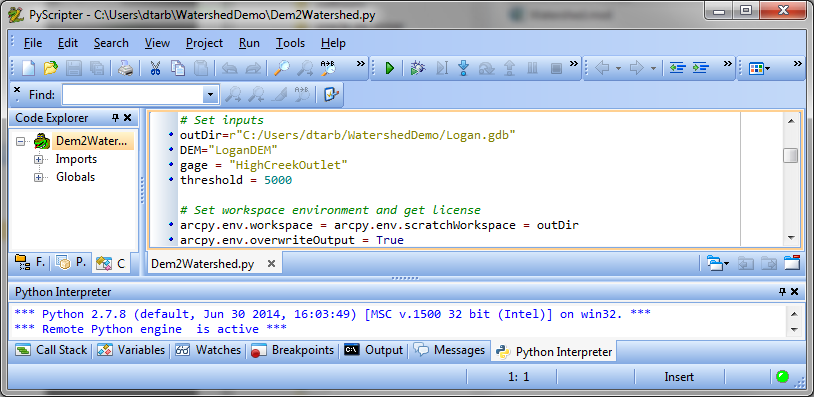 PyScripter - C:\Users\dtarb\WatershedDemo\Dem2Watershed.py
File Edit Search View Project Run Tools Help
Find:
Code Explorer
Dem2Water...
Imports
Globals
F. P. C
# Set inputs
outDir=r"C:/Users/dtarb/WatershedDemo/Logan.gdb"
DEM="LoganDEM"
gage = "HighCreekOutlet"
threshold = 5000
# Set workspace environment and get license
arcpy.env.workspace = arcpy.env.scratchWorkspace = outDir
arcpy.env.overwriteOutput = True
Dem2Watershed.py
Python Interpreter
*** Python 2.7.8 (default, Jun 30 2014, 16:03:49) [MSC v.1500 32 bit (Intel)] on win32. ***
*** Remote Python engine  is active ***
Call Stack Variables Watches Breakpoints Output Messages Python Interpreter
1: 1 Insert